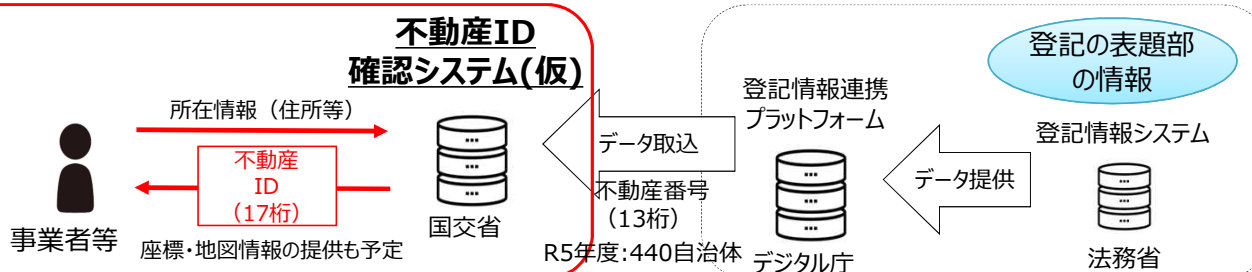 不動産ID
確認システム(仮)
所在情報（住所等）
不動産
ID
（17桁）
事業者等
座標・地図情報の提供も予定
国交省
データ取込
不動産番号
（13桁）
R5年度:440自治体
登記情報連携
プラットフォーム
デジタル庁
データ提供
登記の表題部
の情報
登記情報システム
法務省